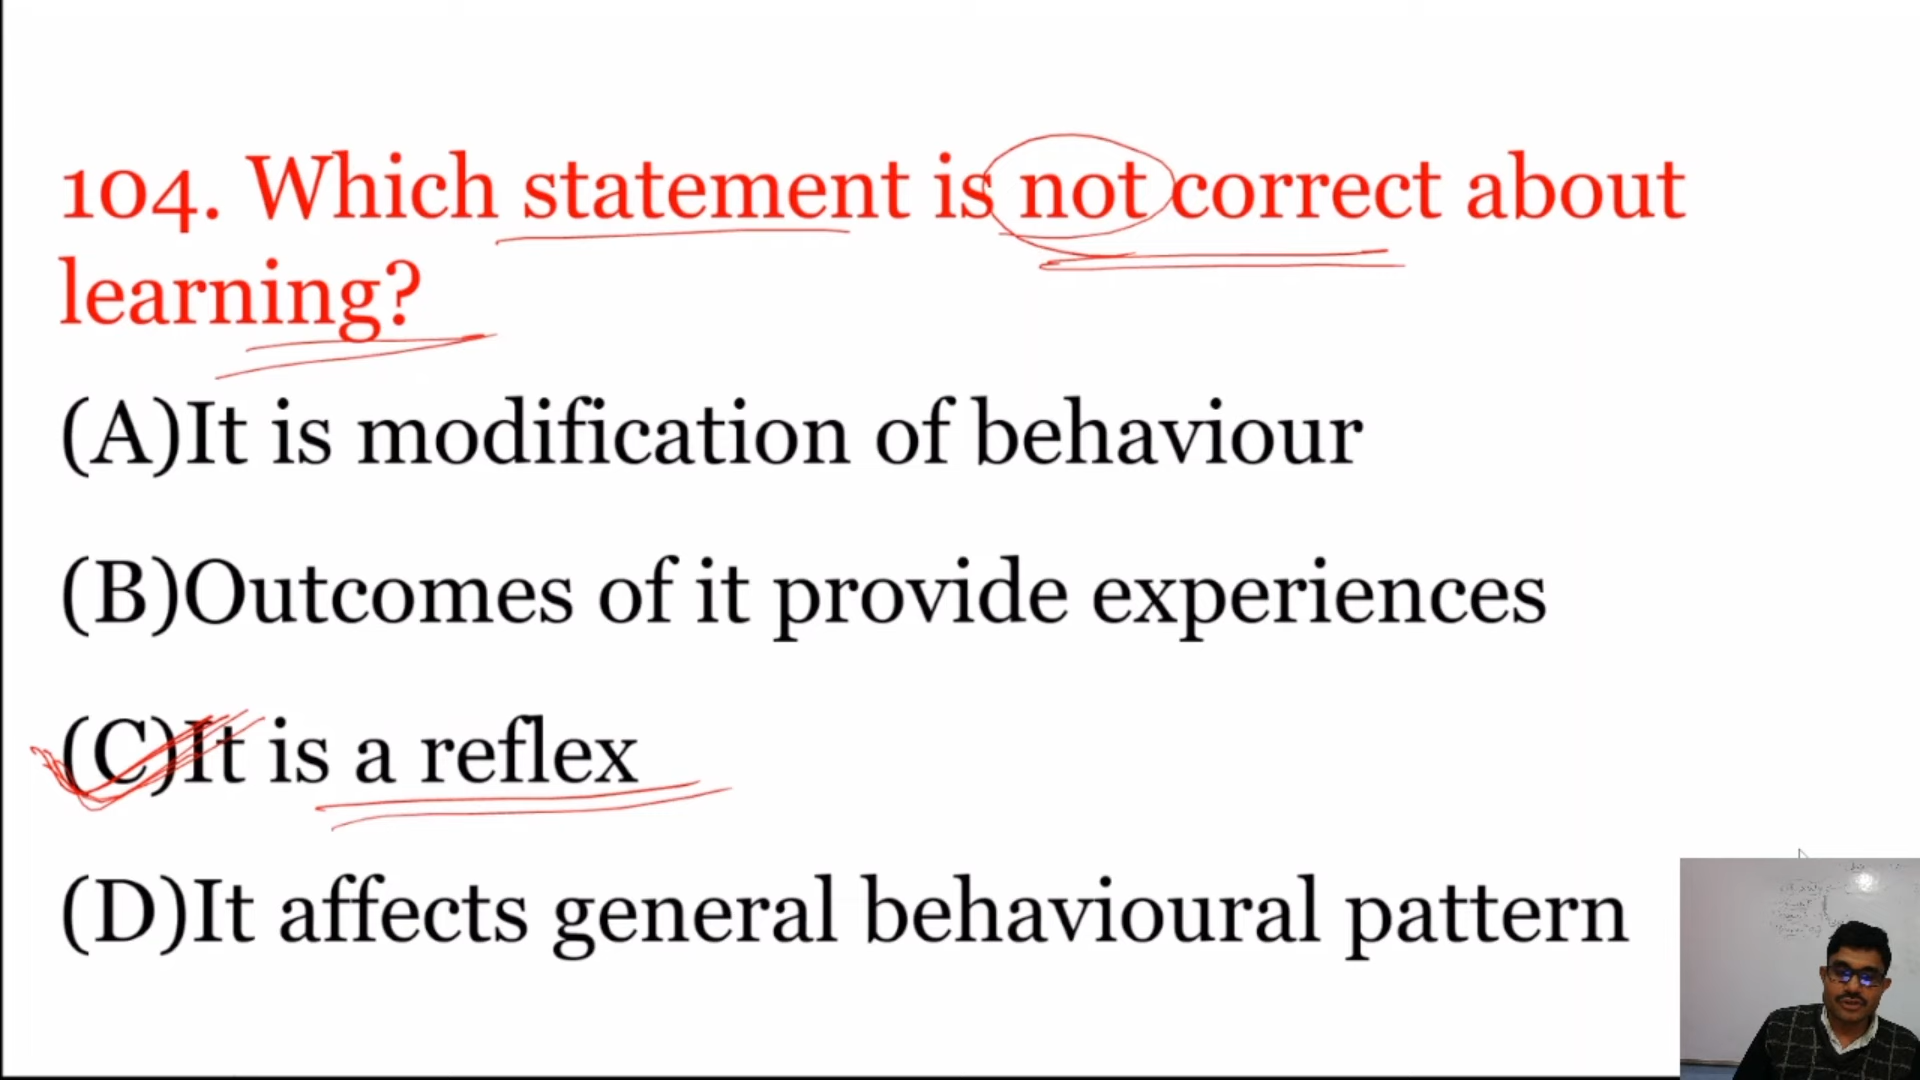 104. Which statement is not correct about
learning?
(A)It is modification of behaviour
(B)Outcomes of it provide experiences
(C)It is a reflex
(D)It affects general behavioural pattern